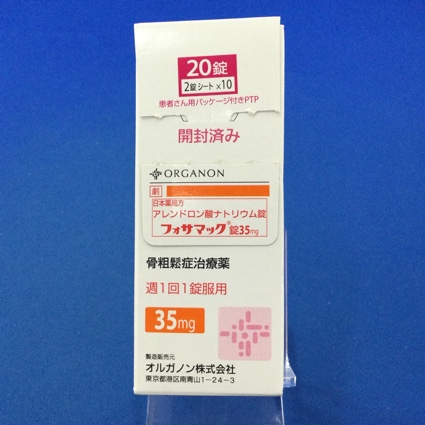 20錠
2錠シート×10
患者さん用パッケージ付きPTP
開封済み
ORGANON
劇
日本薬局方
アレンドロン酸ナトリウム錠
フォサマック®錠35mg
骨粗鬆症治療薬
週1回1錠服用
35mg
製造販売元
オルガノン株式会社
東京都港区南青山1-24-3